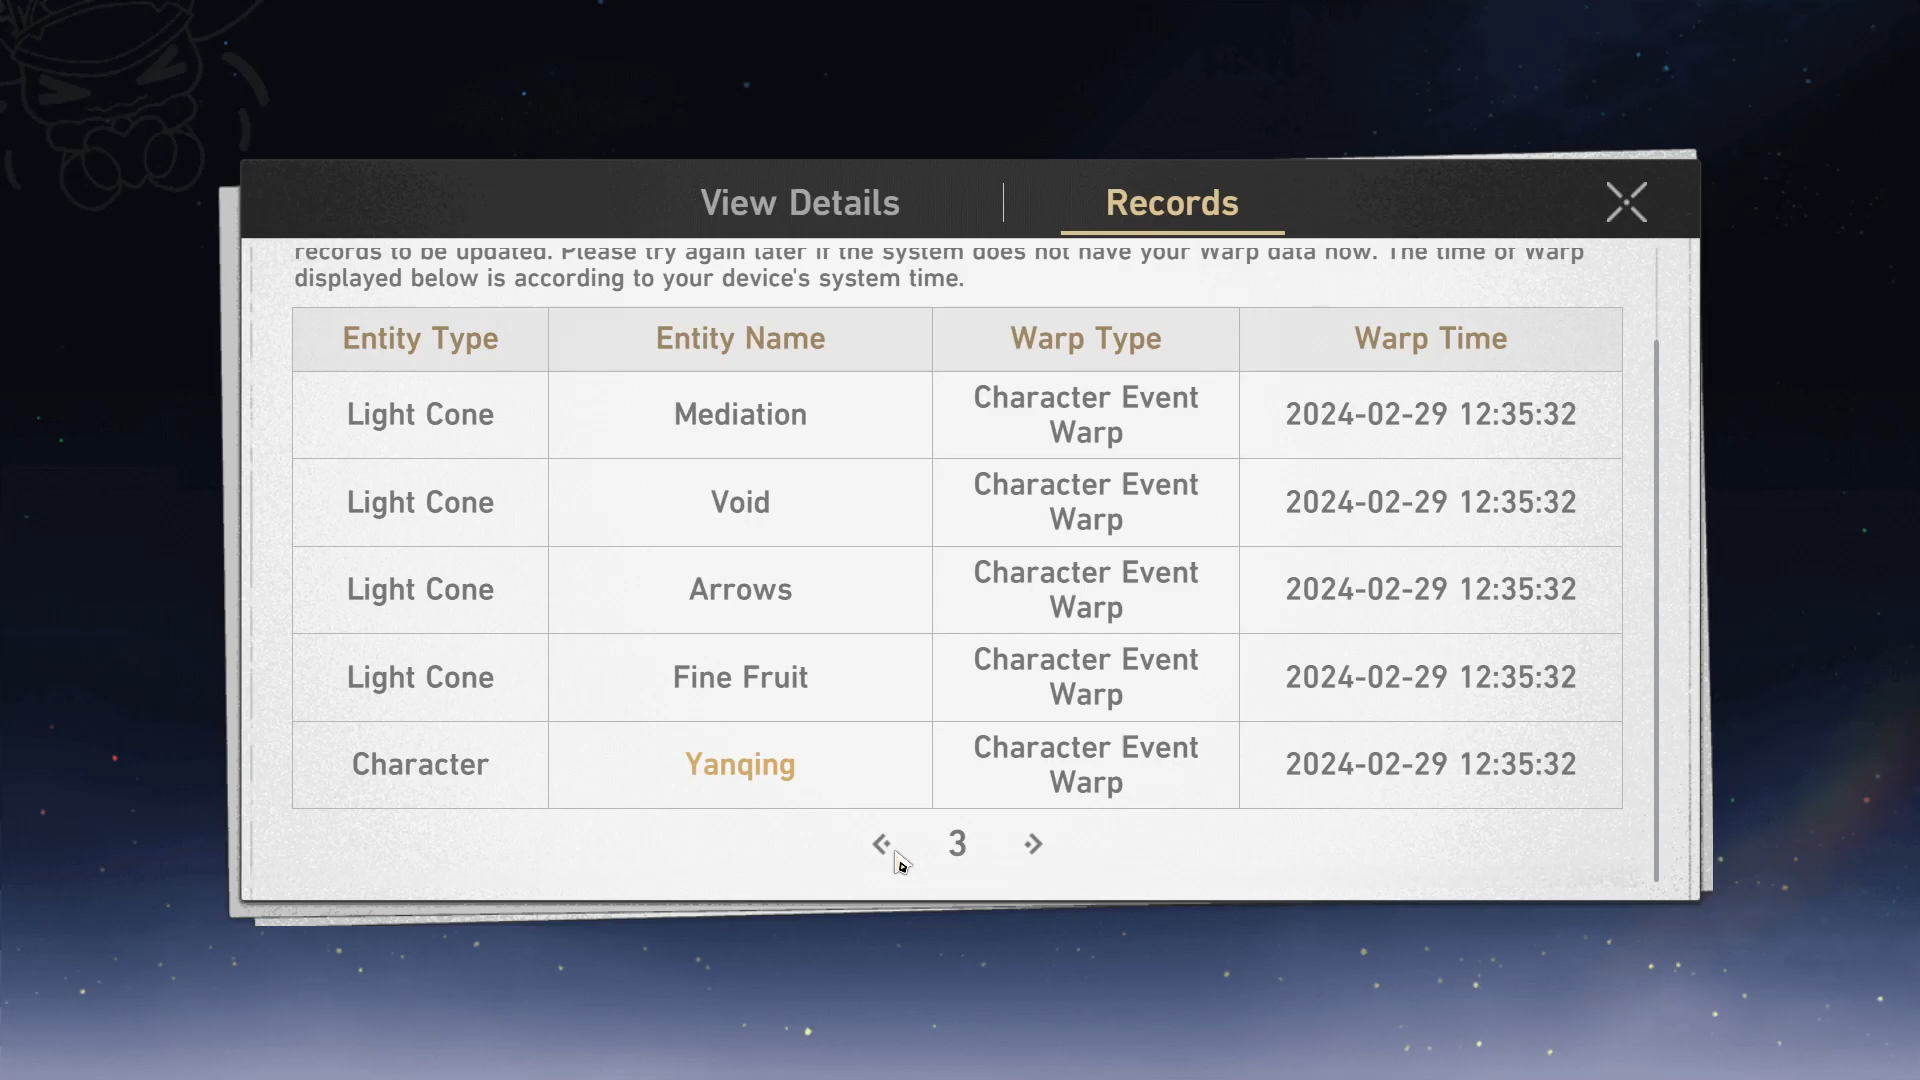 View Details
Records
records to be updated. Please try again later if the system does not have your Warp data now. The time of Warp
displayed below is according to your device's system time.
Entity Type
Entity Name
Warp Type
Warp Time
Light Cone
Mediation
Character Event
Warp
2024-02-29 12:35:32
Light Cone
Void
Character Event
Warp
2024-02-29 12:35:32
Light Cone
Arrows
Character Event
Warp
2024-02-29 12:35:32
Light Cone
Fine Fruit
Character Event
Warp
2024-02-29 12:35:32
Character
Yanqing
Character Event
Warp
2024-02-29 12:35:32
3